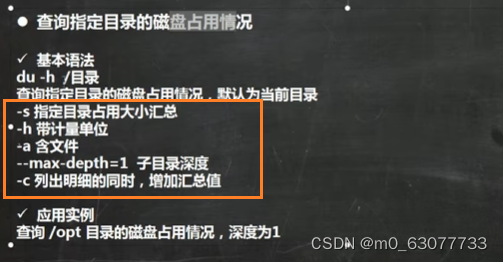 ● 查询指定目录的磁盘占用情况
✓ 基本语法
du -h /目录
查询指定目录的磁盘占用情况，默认为当前目录
-s 指定目录占用大小汇总
-h 带计量单位
-a 含文件
--max-depth=1 子目录深度
-c 列出明细的同时，增加汇总值
✓ 应用实例
查询 /opt 目录的磁盘占用情况，深度为1
CSDN @m0_63077733